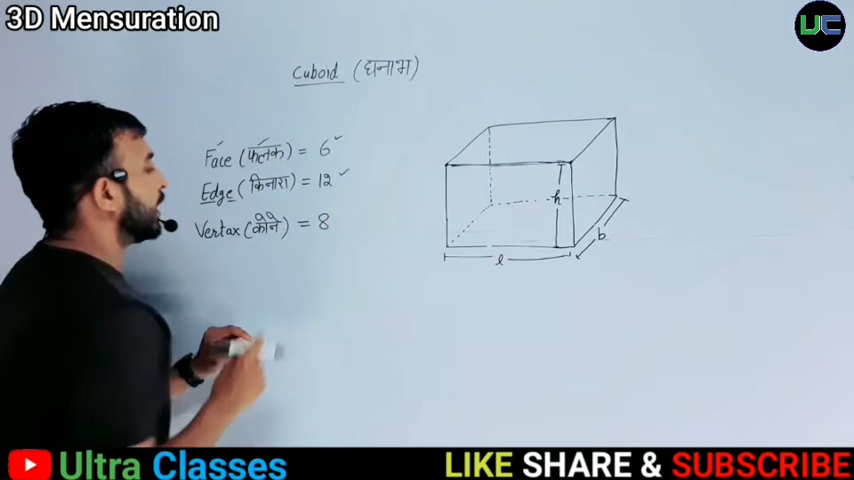 3D Mensuration
UC
Cuboid (घनाभ)
Face (फलक) = 6
Edge (किनारा) = 12
Vertax (कोने) = 8
h
b
l
Ultra Classes
LIKE SHARE & SUBSCRIBE